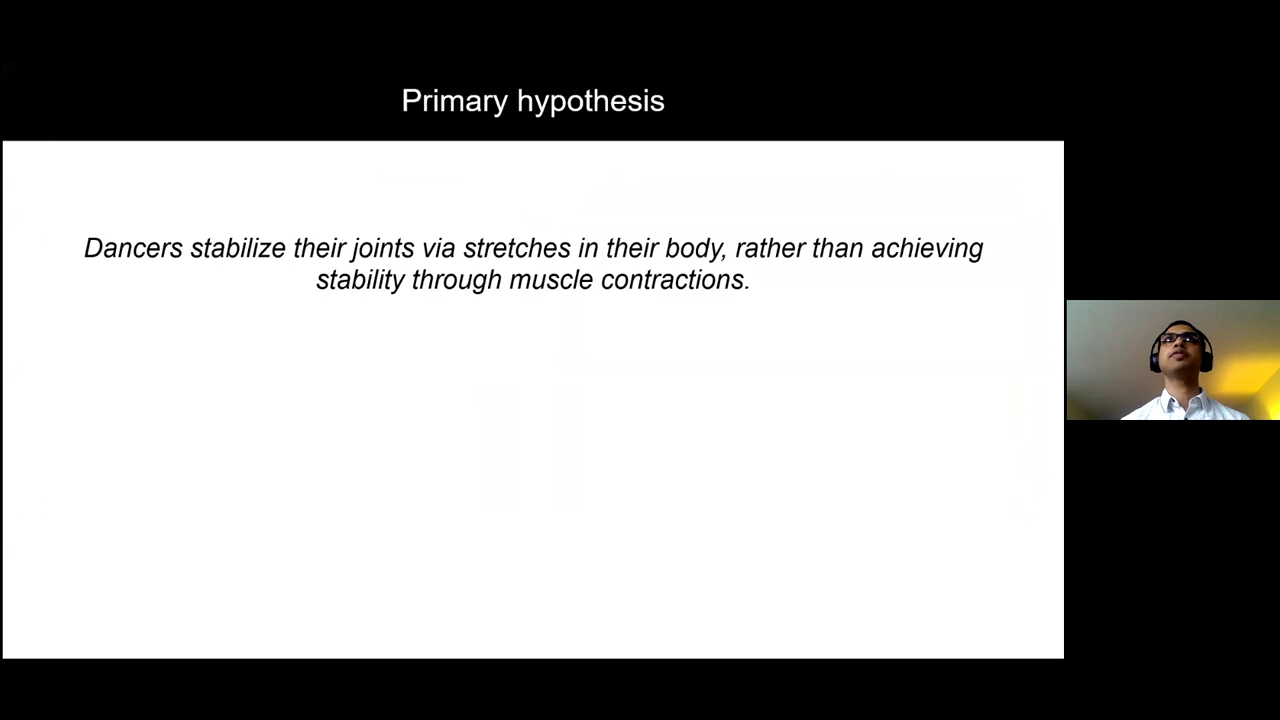 Primary hypothesis
Dancers stabilize their joints via stretches in their body, rather than achieving
stability through muscle contractions.